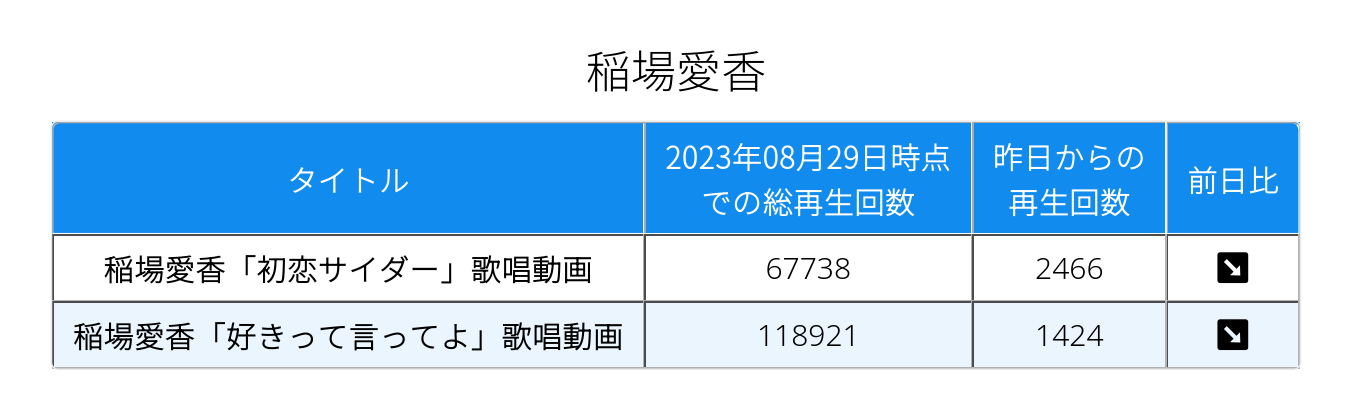 稲場愛香
タイトル
2023年08月29日時点
での総再生回数
昨日からの
再生回数
前日比
稲場愛香「初恋サイダー」歌唱動画 67738 2466 ↘
稲場愛香「好きって言ってよ」歌唱動画 118921 1424 ↘